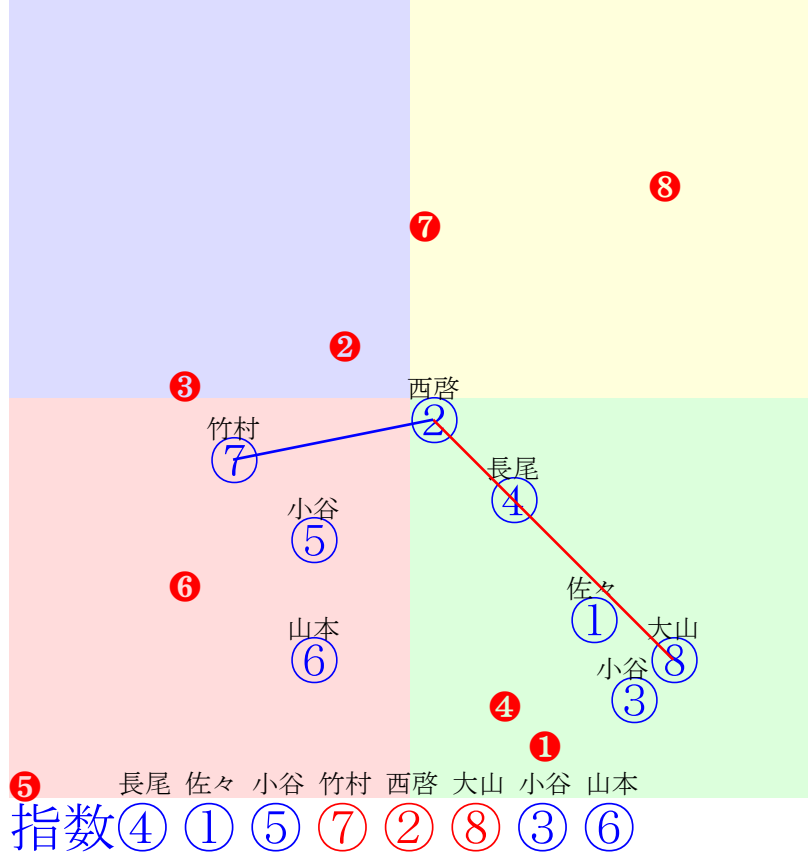 ❽
❼
❷
❸
西啓
②
竹村
⑦
長尾
④
小谷
⑤
❻
佐々
①
山本
⑥
大山
⑧
小谷
③
❹
❶
❺
長尾 佐々 小谷 竹村 西啓 大山 小谷 山本
指数④①⑤⑦②⑧③⑥